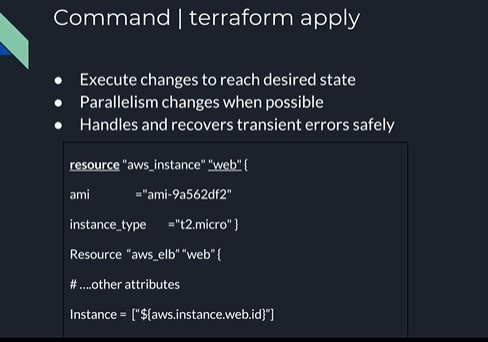 Command | terraform apply
● Execute changes to reach desired state
● Parallelism changes when possible
● Handles and recovers transient errors safely
resource "aws_instance" "web" {
ami ="ami-9a562df2"
instance_type ="t2.micro" }
Resource “aws_elb” “web” {
# ....other attributes
Instance = [“${aws.instance.web.id}”]